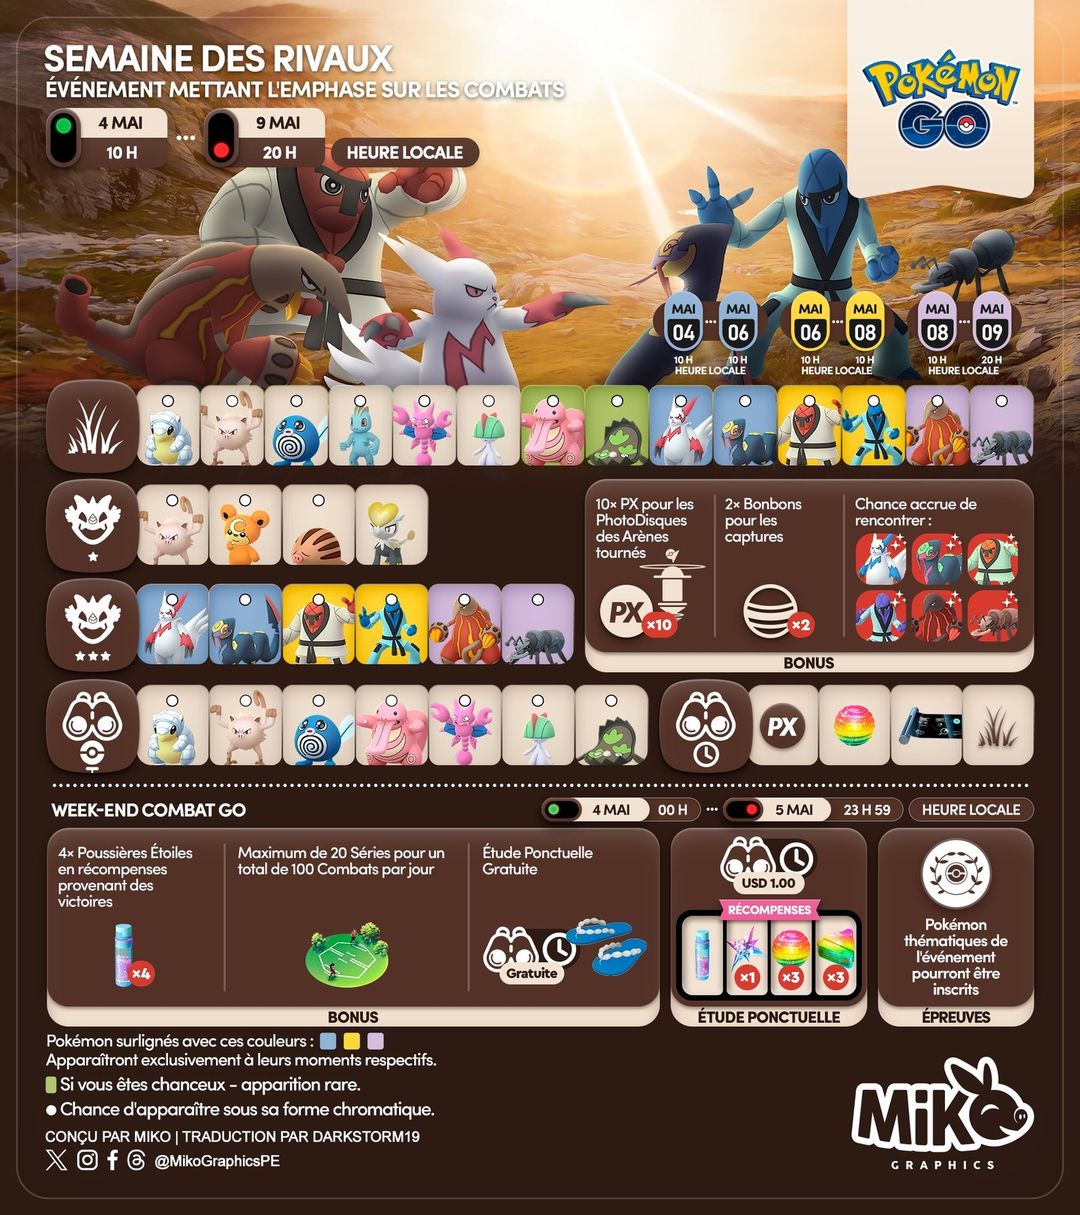 SEMAINE DES RIVAUX
ÉVÉNEMENT METTANT L'EMPHASE SUR LES COMBATS
4 MAI
10 H
...
9 MAI
20 H
HEURE LOCALE
POKéMON
GO
MAI
04
10 H
...
MAI
06
10 H
HEURE LOCALE
MAI
06
10 H
...
MAI
08
10 H
HEURE LOCALE
MAI
08
10 H
...
MAI
09
20 H
HEURE LOCALE
10× PX pour les
PhotoDisques
des Arènes
tournés
PX
×10
2× Bonbons
pour les
captures
×2
Chance accrue de
rencontrer :
BONUS
PX
WEEK-END COMBAT GO
4 MAI
00 H
...
5 MAI
23 H 59
HEURE LOCALE
4× Poussières Étoiles
en récompenses
provenant des
victoires
×4
Maximum de 20 Séries pour un
total de 100 Combats par jour
Étude Ponctuelle
Gratuite
Gratuite
BONUS
USD 1.00
RÉCOMPENSES
×1
×3
×3
ÉTUDE PONCTUELLE
Pokémon
thématiques de
l'événement
pourront être
inscrits
ÉPREUVES
Pokémon surlignés avec ces couleurs :
Apparaîtront exclusivement à leurs moments respectifs.
Si vous êtes chanceux - apparition rare.
Chance d'apparaître sous sa forme chromatique.
CONÇU PAR MIKO | TRADUCTION PAR DARKSTORM19
@MikoGraphicsPE
MiKO
GRAPHICS